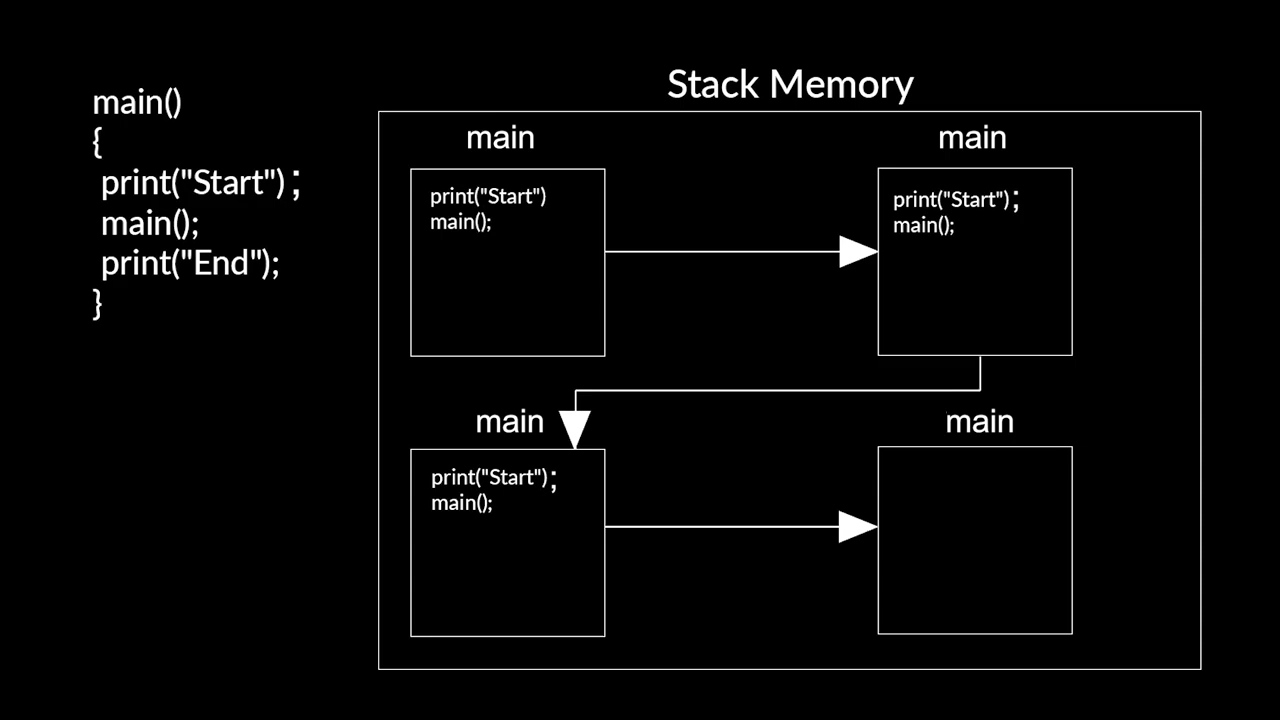 main()
{
print("Start");
main();
print("End");
}
Stack Memory
main
print("Start")
main();
main
print("Start");
main();
main
print("Start");
main();
main